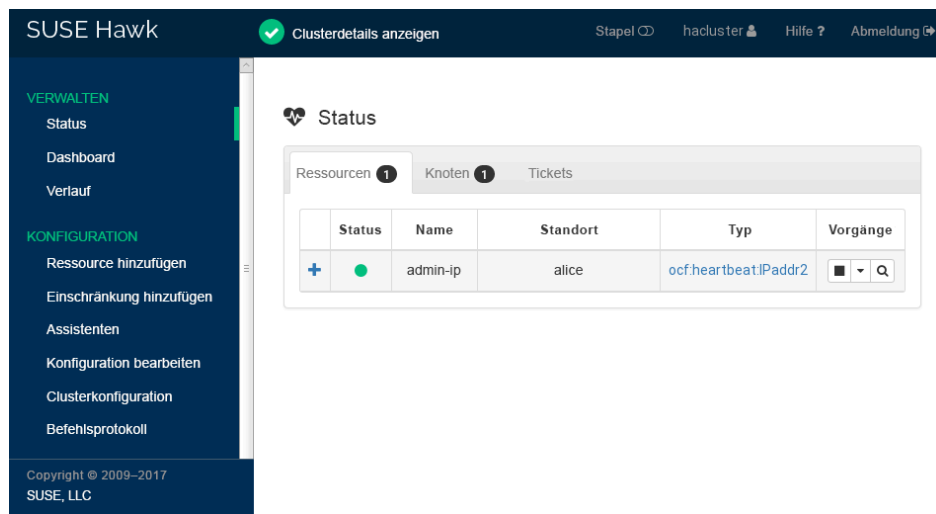 SUSE Hawk
Clusterdetails anzeigen
Stapel
hacluster
Hilfe ?
Abmeldung
VERWALTEN
Status
Dashboard
Verlauf
KONFIGURATION
Ressource hinzufügen
Einschränkung hinzufügen
Assistenten
Konfiguration bearbeiten
Clusterkonfiguration
Befehlsprotokoll
Copyright © 2009–2017
SUSE, LLC
Status
Ressourcen 1 Knoten 1 Tickets
Status Name Standort Typ Vorgänge
admin-ip alice ocf:heartbeat:IPaddr2